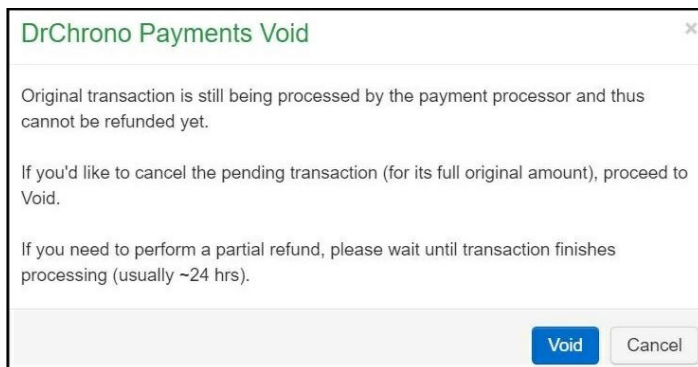 DrChrono Payments Void
×
Original transaction is still being processed by the payment processor and thus
cannot be refunded yet.
If you'd like to cancel the pending transaction (for its full original amount), proceed to
Void.
If you need to perform a partial refund, please wait until transaction finishes
processing (usually ~24 hrs).
Void Cancel